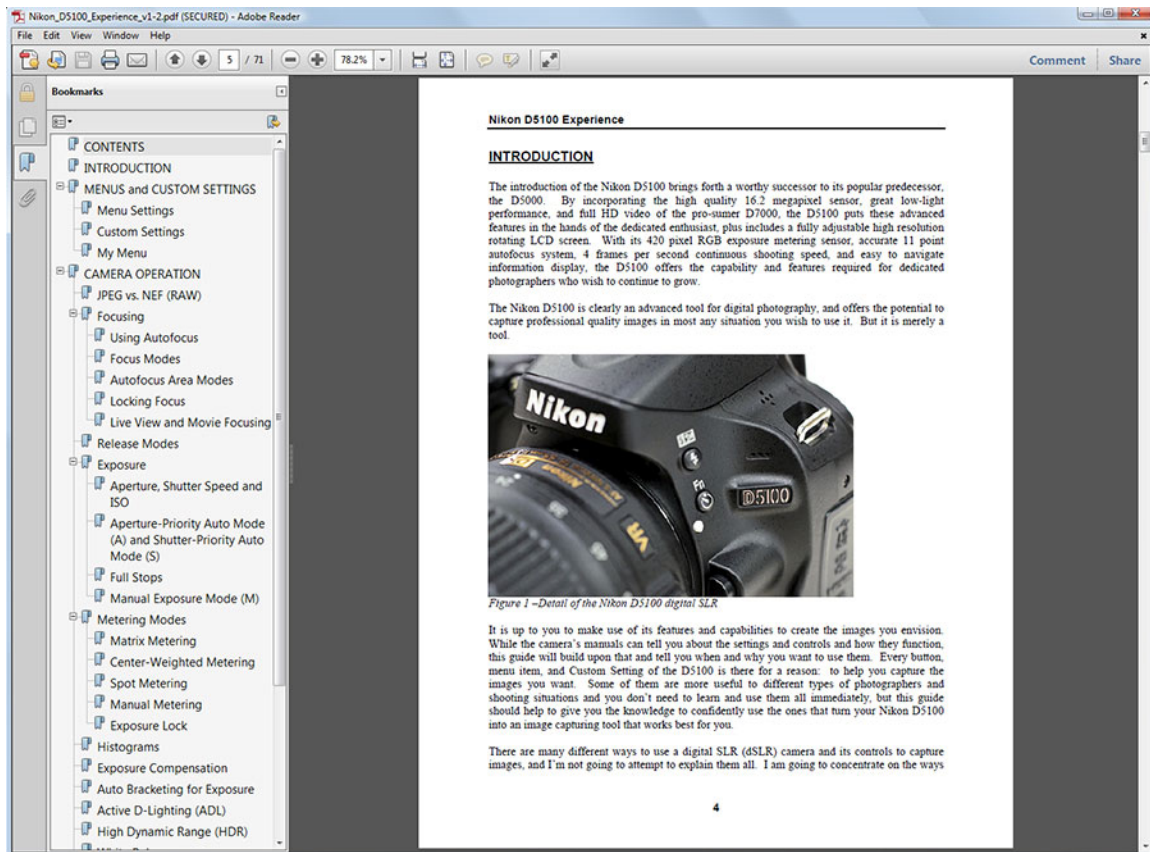 Nikon_D5100_Experience_v1-2.pdf (SECURED) - Adobe Reader
File Edit View Window Help
5 / 71 78.2% Comment Share
Bookmarks
CONTENTS
INTRODUCTION
MENUS and CUSTOM SETTINGS
Menu Settings
Custom Settings
My Menu
CAMERA OPERATION
JPEG vs. NEF (RAW)
Focusing
Using Autofocus
Focus Modes
Autofocus Area Modes
Locking Focus
Live View and Movie Focusing
Release Modes
Exposure
Aperture, Shutter Speed and
ISO
Aperture-Priority Auto Mode
(A) and Shutter-Priority Auto
Mode (S)
Full Stops
Manual Exposure Mode (M)
Metering Modes
Matrix Metering
Center-Weighted Metering
Spot Metering
Manual Metering
Exposure Lock
Histograms
Exposure Compensation
Auto Bracketing for Exposure
Active D-Lighting (ADL)
High Dynamic Range (HDR)
Nikon D5100 Experience
INTRODUCTION
The introduction of the Nikon D5100 brings forth a worthy successor to its popular predecessor,
the D5000. By incorporating the high quality 16.2 megapixel sensor, great low-light
performance, and full HD video of the pro-sumer D7000, the D5100 puts these advanced
features in the hands of the dedicated enthusiast, plus includes a fully adjustable high resolution
rotating LCD screen. With its 420 pixel RGB exposure metering sensor, accurate 11 point
autofocus system, 4 frames per second continuous shooting speed, and easy to navigate
information display, the D5100 offers the capability and features required for dedicated
photographers who wish to continue to grow.
The Nikon D5100 is clearly an advanced tool for digital photography, and offers the potential to
capture professional quality images in most any situation you wish to use it. But it is merely a
tool.
Nikon
Fn
D5100
Nikon
VR
Figure 1 –Detail of the Nikon D5100 digital SLR
It is up to you to make use of its features and capabilities to create the images you envision.
While the camera's manuals can tell you about the settings and controls and how they function,
this guide will build upon that and tell you when and why you want to use them. Every button,
menu item, and Custom Setting of the D5100 is there for a reason: to help you capture the
images you want. Some of them are more useful to different types of photographers and
shooting situations and you don't need to learn and use them all immediately, but this guide
should help to give you the knowledge to confidently use the ones that turn your Nikon D5100
into an image capturing tool that works best for you.
There are many different ways to use a digital SLR (dSLR) camera and its controls to capture
images, and I'm not going to attempt to explain them all. I am going to concentrate on the ways
4